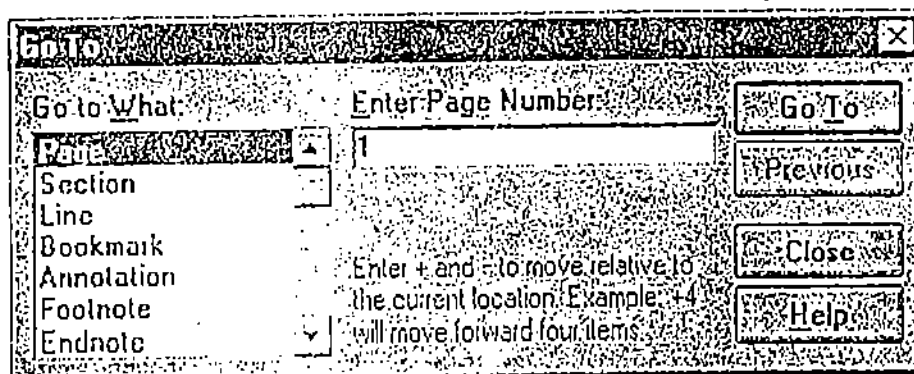 Go To
Go to What:
Page
Section
Line
Bookmark
Annotation
Footnote
Endnote
Enter Page Number:
1
Enter + and - to move relative to
the current location. Example: +4
will move forward four items.
Go To
Previous
Close
Help